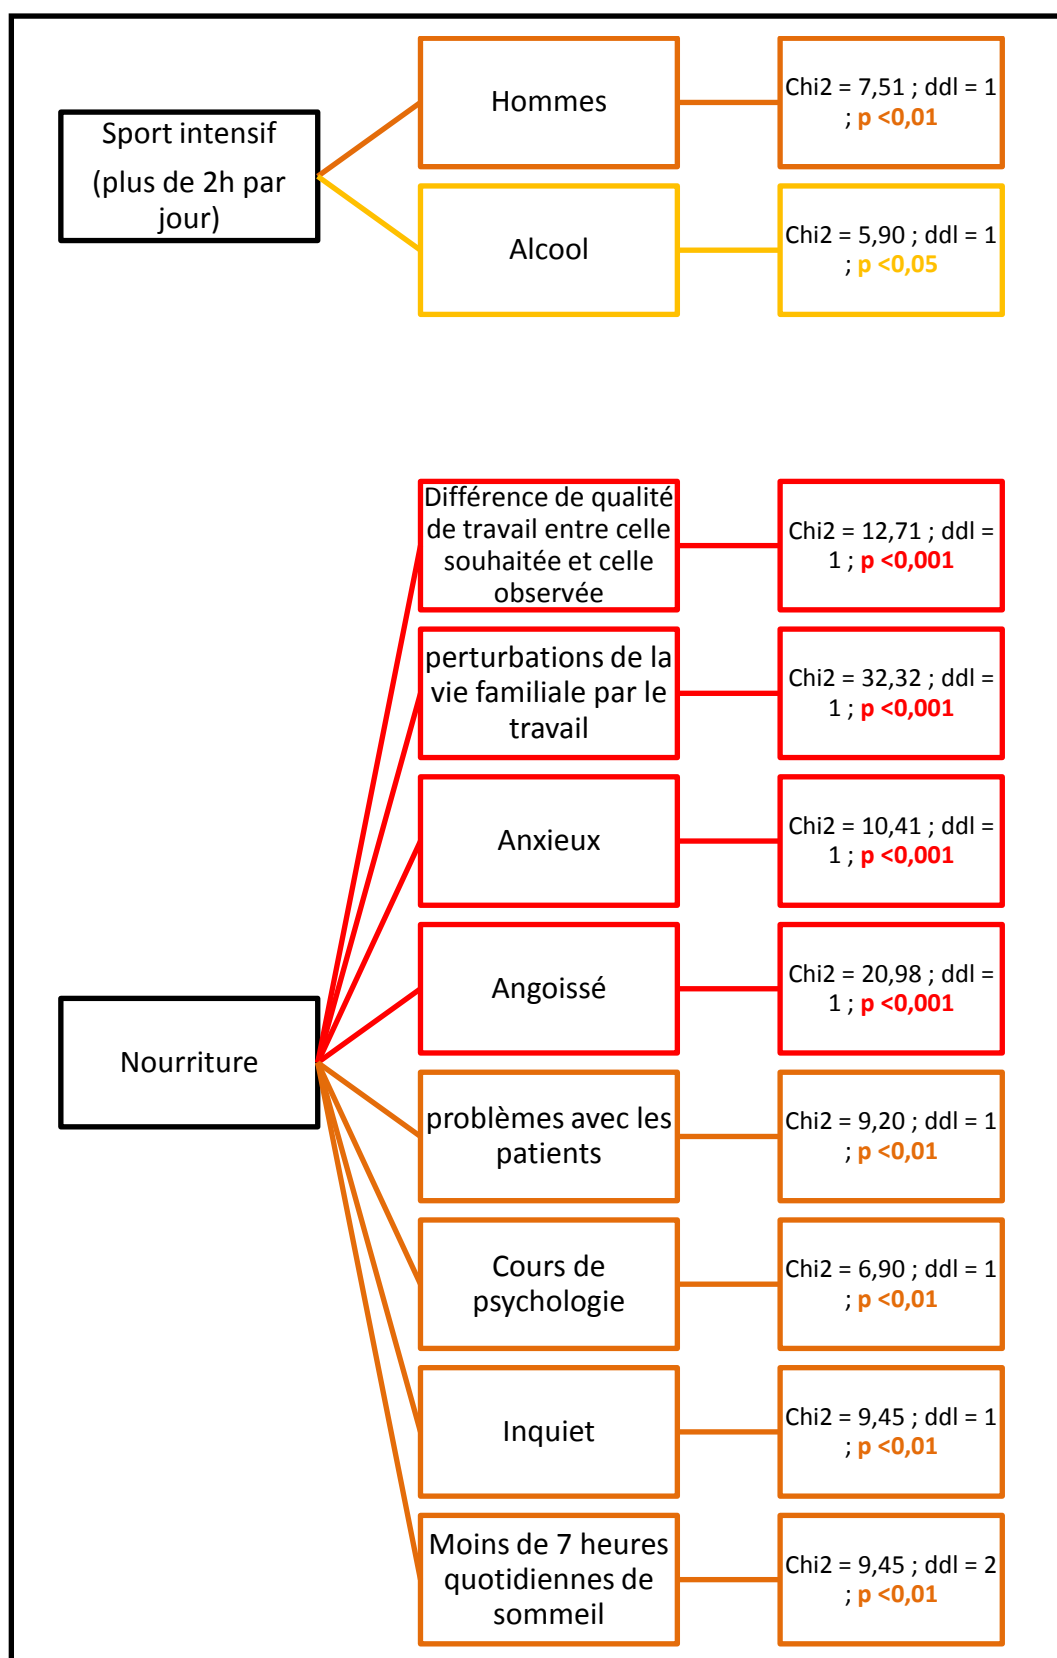 Sport intensif
(plus de 2h par
jour)
Hommes
Chi2 = 7,51 ; ddl = 1
; p <0,01
Alcool
Chi2 = 5,90 ; ddl = 1
; p <0,05
Nourriture
Différence de qualité
de travail entre celle
souhaitée et celle
observée
Chi2 = 12,71 ; ddl =
1 ; p <0,001
perturbations de la
vie familiale par le
travail
Chi2 = 32,32 ; ddl =
1 ; p <0,001
Anxieux
Chi2 = 10,41 ; ddl =
1 ; p <0,001
Angoissé
Chi2 = 20,98 ; ddl =
1 ; p <0,001
problèmes avec les
patients
Chi2 = 9,20 ; ddl = 1
; p <0,01
Cours de
psychologie
Chi2 = 6,90 ; ddl = 1
; p <0,01
Inquiet
Chi2 = 9,45 ; ddl = 1
; p <0,01
Moins de 7 heures
quotidiennes de
sommeil
Chi2 = 9,45 ; ddl = 2
; p <0,01